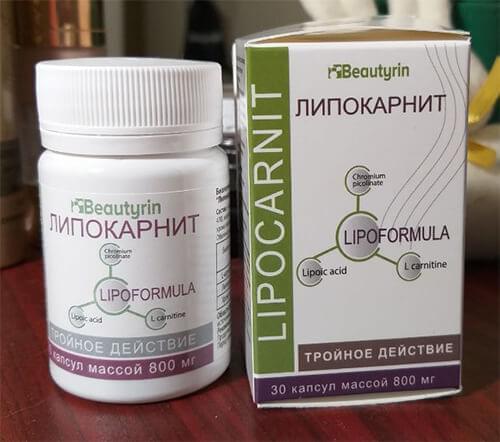 Beautyrin
ЛИПОКАРНИТ
Chromium
picolinate
LIPOFORMULA
Lipoic acid
L carnitine
ТРОЙНОЕ ДЕЙСТВИЕ
капсул массой 800 мг
LIPOCARNIT
Beautyrin
ЛИПОКАРНИТ
Chromium
picolinate
LIPOFORMULA
Lipoic acid
L carnitine
ТРОЙНОЕ ДЕЙСТВИЕ
30 капсул массой 800 мг